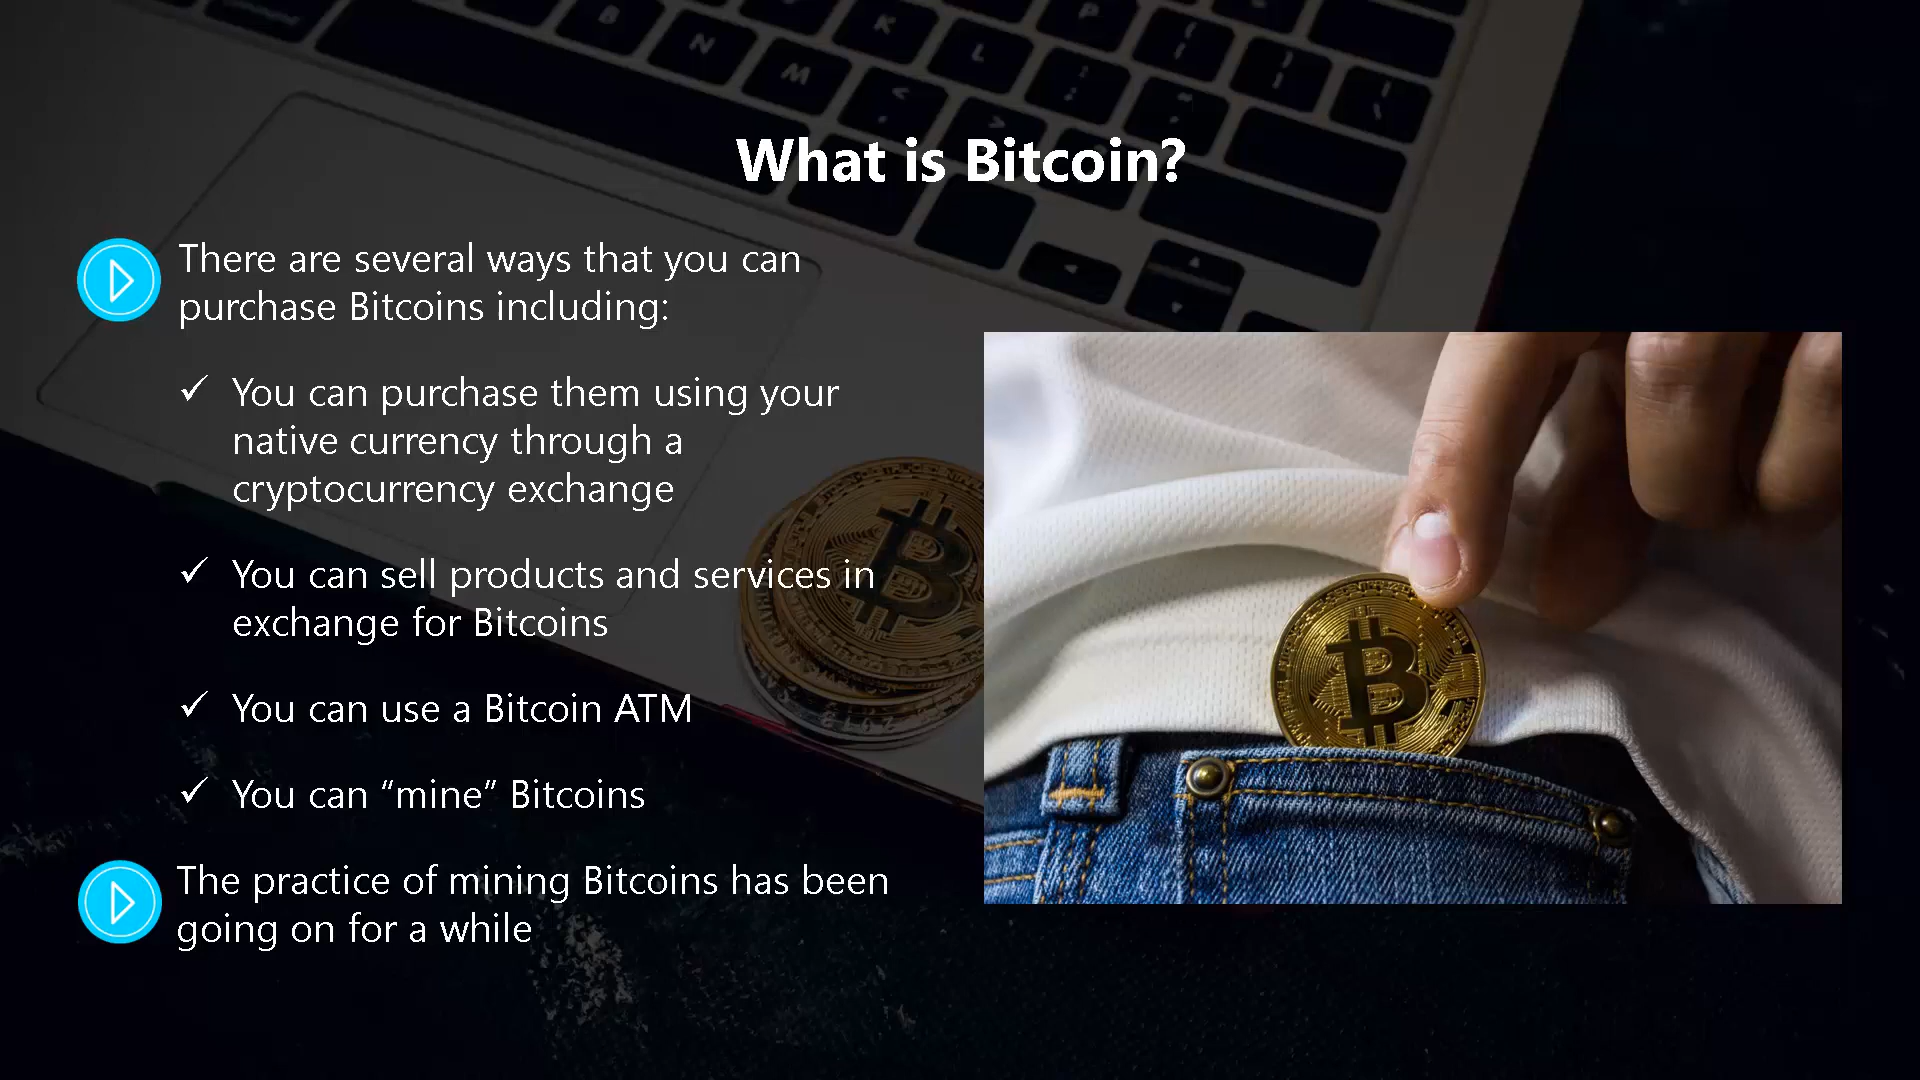 What is Bitcoin?
There are several ways that you can
purchase Bitcoins including:
✓ You can purchase them using your
native currency through a
cryptocurrency exchange
✓ You can sell products and services in
exchange for Bitcoins
✓ You can use a Bitcoin ATM
✓ You can “mine” Bitcoins
The practice of mining Bitcoins has been
going on for a while